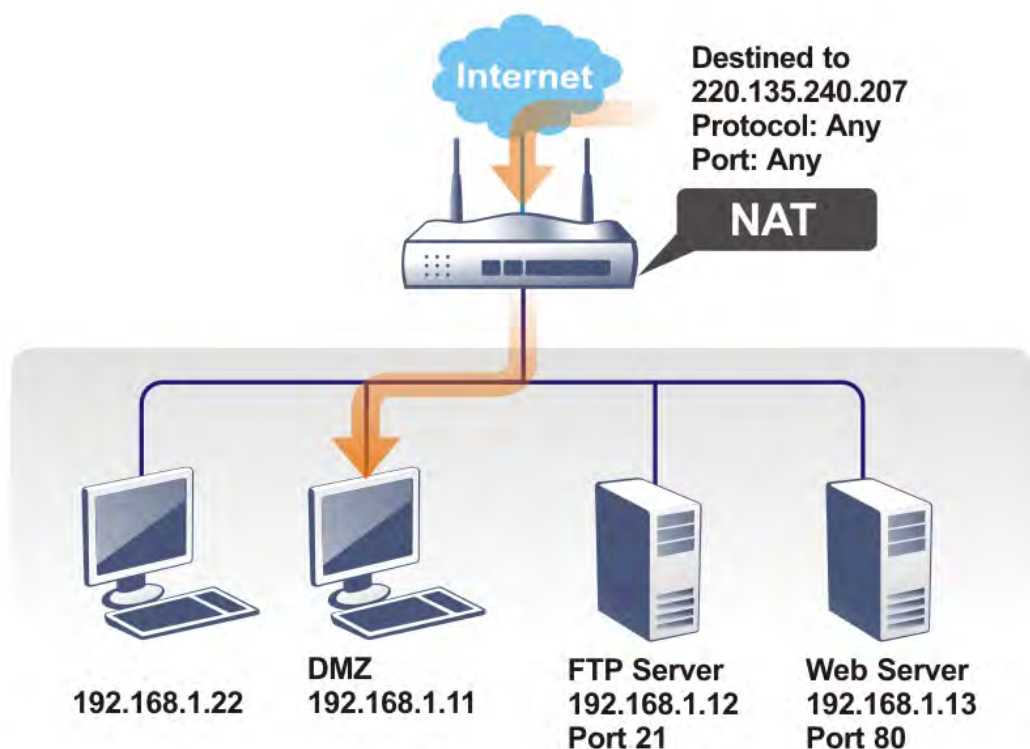 Internet
Destined to
220.135.240.207
Protocol: Any
Port: Any
NAT
192.168.1.22
DMZ
192.168.1.11
FTP Server
192.168.1.12
Port 21
Web Server
192.168.1.13
Port 80